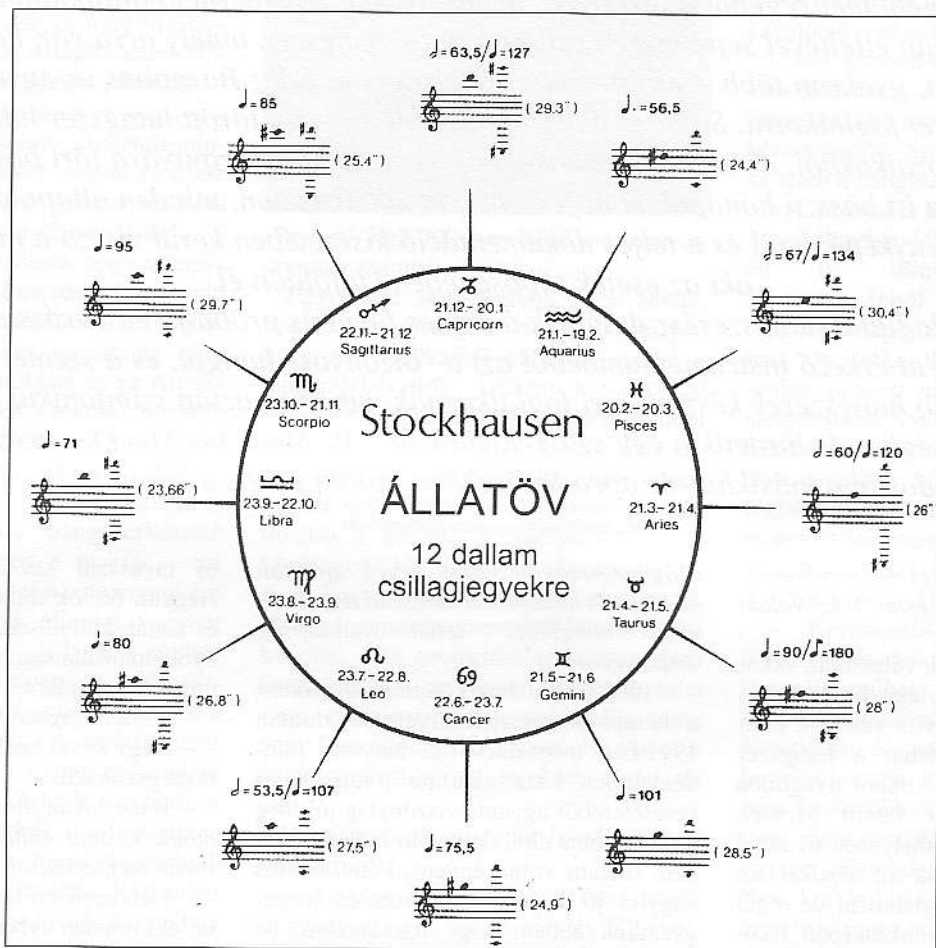 𝅗𝅥=63,5/♩=127
(29.3¨)
♩=85
(25.4¨)
♩.=56,5
(24.4¨)
♩=95
(29.7¨)
𝅗𝅥=67/♩=134
(30,4¨)
♩=71
(23,66¨)
𝅗𝅥=60/♩=120
(26¨)
21.12.-20.1.
Capricorn
22.11.-21.12.
Sagittarius
21.1.-19.2.
Aquarius
23.10.-21.11.
Scorpio
20.2.-20.3.
Pisces
Stockhausen
23.9.-22.10.
Libra
ÁLLATÖV
21.3.-21.4.
Aries
12 dallam
csillagjegyekre
23.8.-23.9.
Virgo
21.4.-21.5.
Taurus
23.7.-22.8.
Leo
22.6.-23.7.
Cancer
21.5.-21.6
Gemini
♩=80
(26,8¨)
𝅗𝅥=90/♩=180
(28¨)
𝅗𝅥=53,5/♩=107
(27,5¨)
♩=75,5
(24,9¨)
♩=101
(28.5¨)